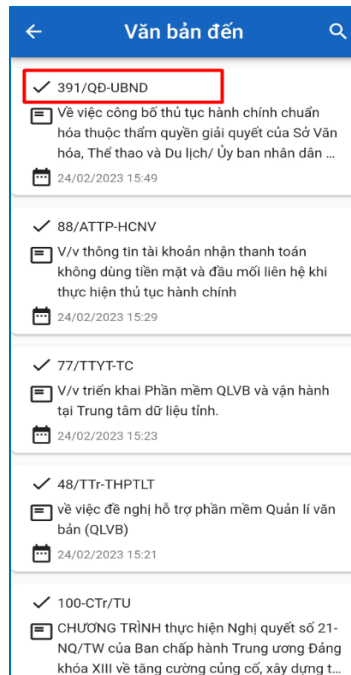 Văn bản đến
391/QĐ-UBND
Về việc công bố thủ tục hành chính chuẩn
hóa thuộc thẩm quyền giải quyết của Sở Văn
hóa, Thể thao và Du lịch/ Ủy ban nhân dân ...
24/02/2023 15:49
88/ATTP-HCNV
V/v thông tin tài khoản nhận thanh toán
không dùng tiền mặt và đầu mối liên hệ khi
thực hiện thủ tục hành chính
24/02/2023 15:29
77/TTYT-TC
V/v triển khai Phần mềm QLVB và vận hành
tại Trung tâm dữ liệu tỉnh.
24/02/2023 15:23
48/TTr-THPTLT
về việc đề nghị hỗ trợ phần mềm Quản lí văn
bản (QLVB)
24/02/2023 15:21
100-CTr/TU
CHƯƠNG TRÌNH thực hiện Nghị quyết số 21-
NQ/TW của Ban chấp hành Trung ương Đảng
khóa XIII về tăng cường củng cố, xây dựng t...